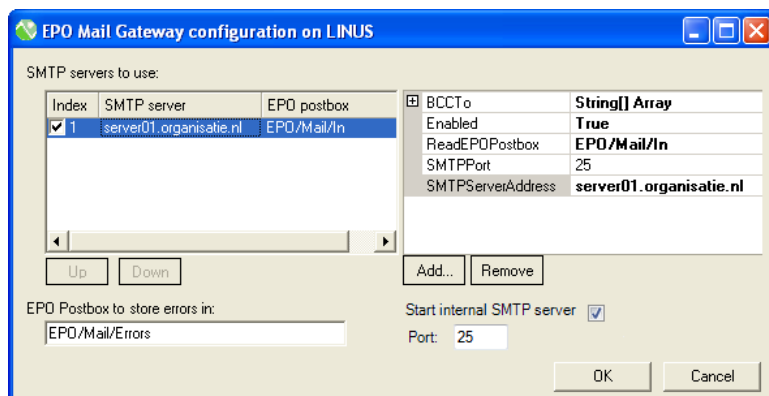 EPO Mail Gateway configuration on LINUS
SMTP servers to use:
Index SMTP server EPO postbox
1 server01.organisatie.nl EPO/Mail/In
BCCTo String[] Array
Enabled True
ReadEPOPostbox EPO/Mail/In
SMTPPort 25
SMTPServerAddress server01.organisatie.nl
Up Down
Add... Remove
EPO Postbox to store errors in:
EPO/Mail/Errors
Start internal SMTP server
Port: 25
OK Cancel